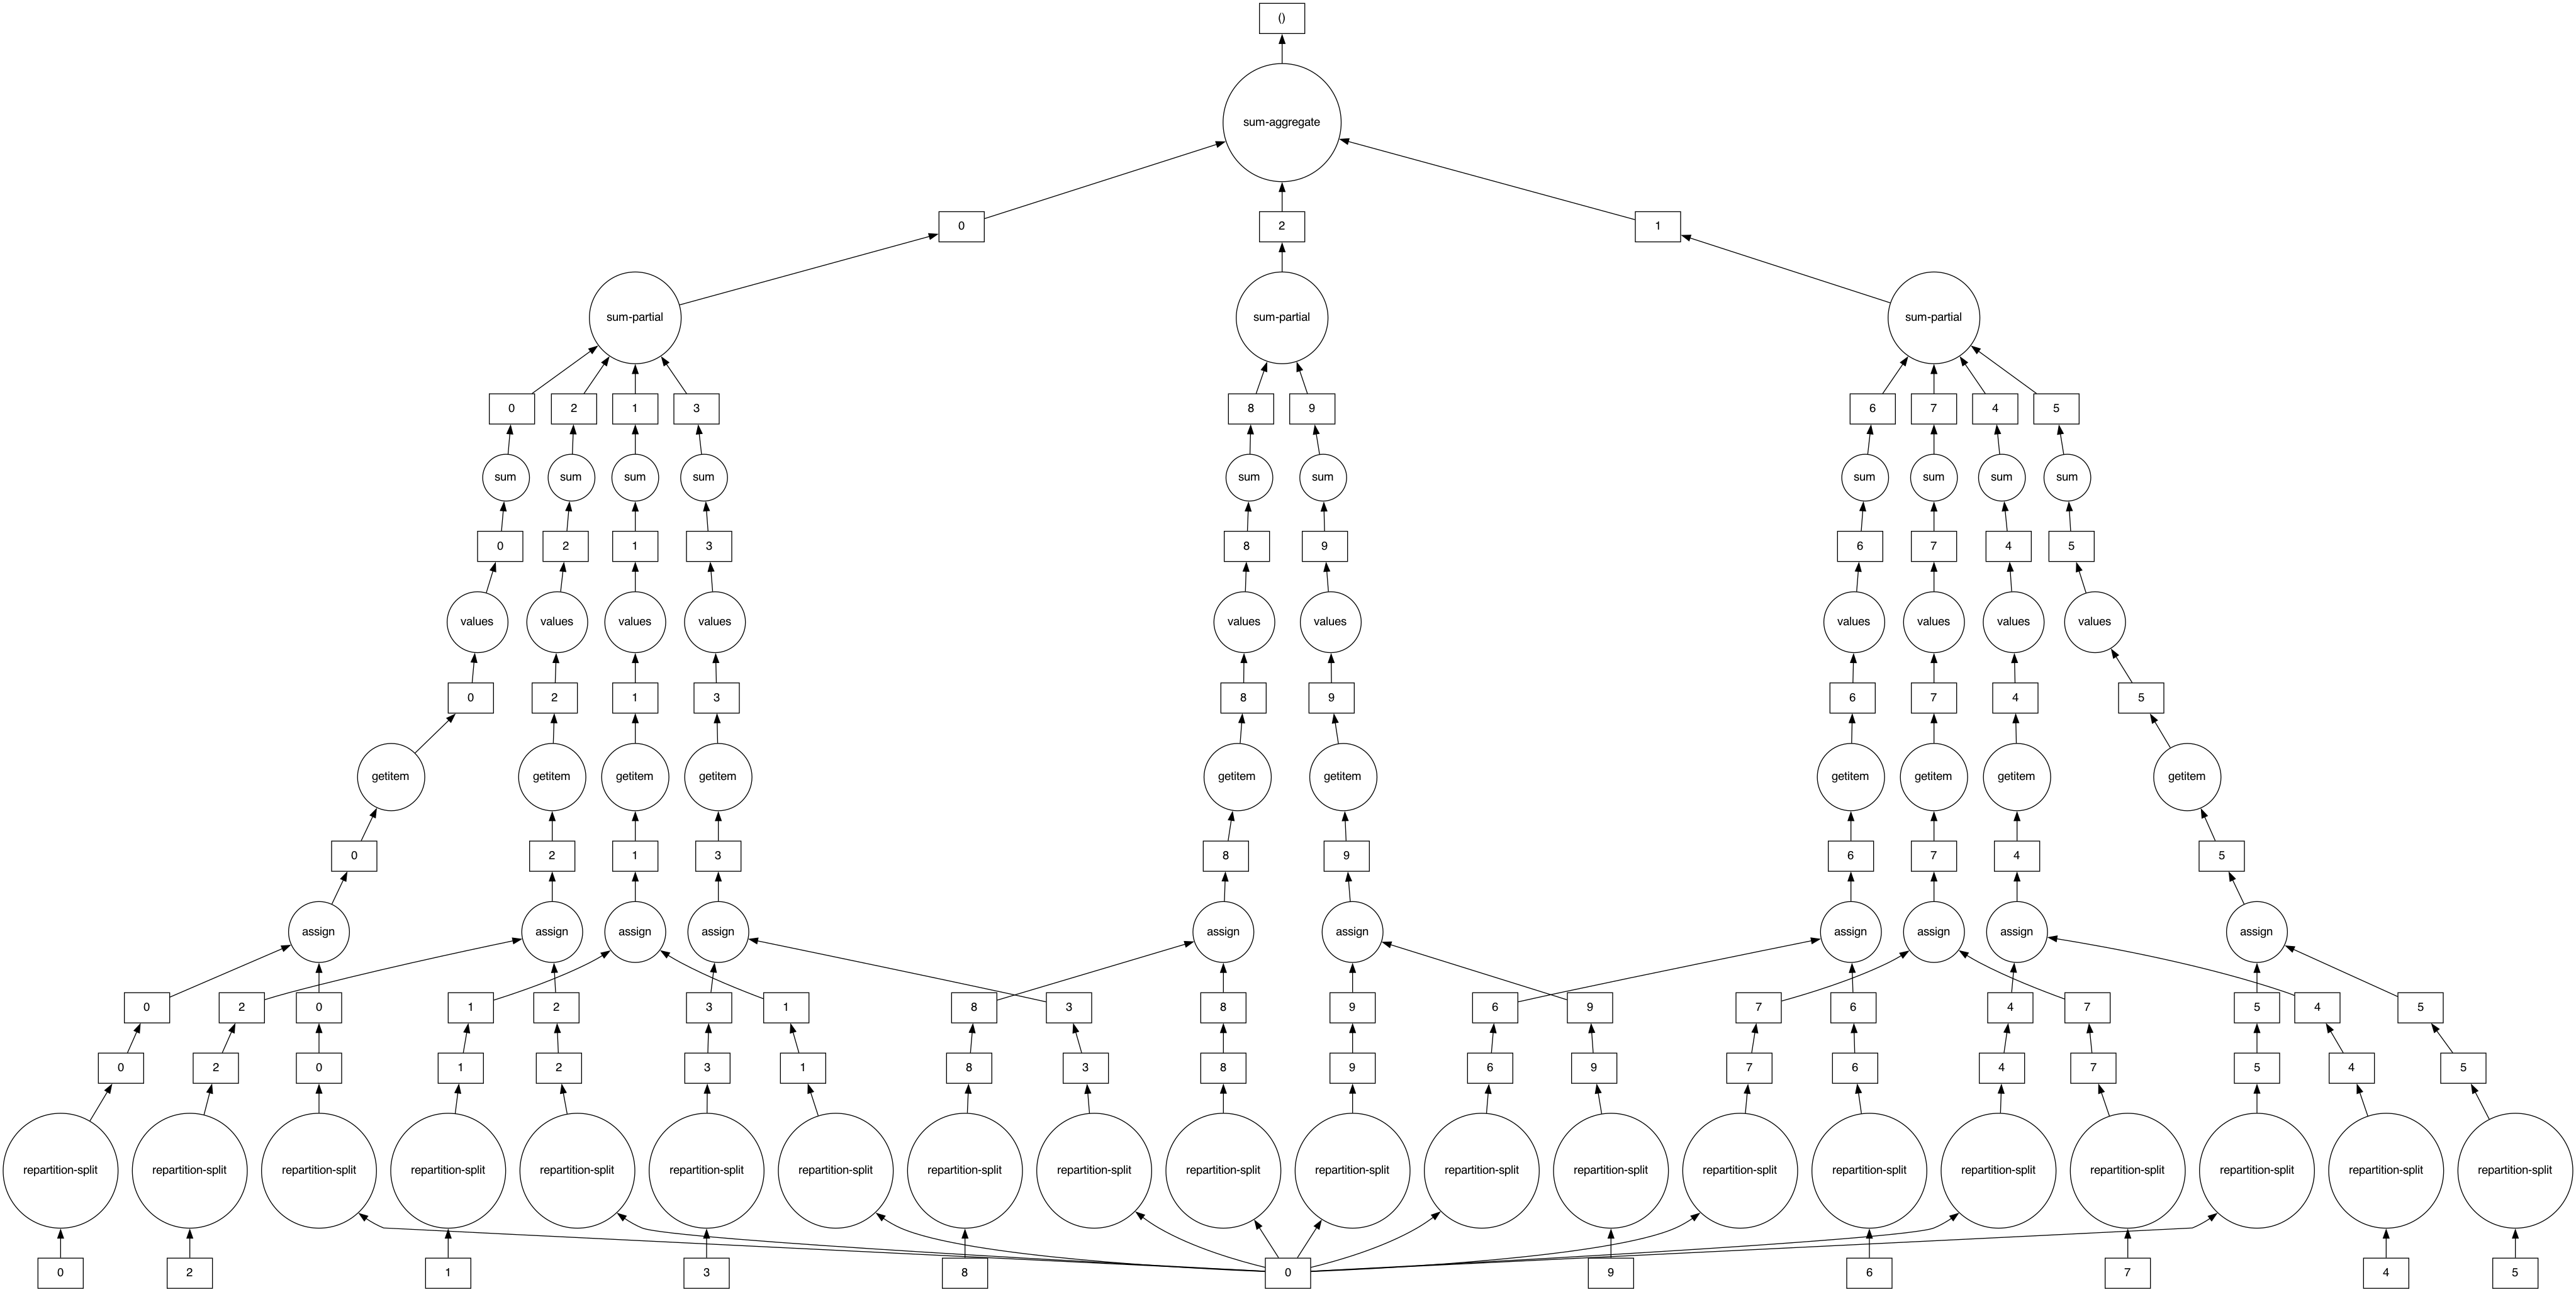 ()
sum-aggregate
0 2 1
sum-partial sum-partial sum-partial
0 2 1 3 8 9 6 7 4 5
sum sum sum sum sum sum sum sum sum sum
0 2 1 3 8 9 6 7 4 5
values values values values values values values values values values
0 2 1 3 8 9 6 7 4 5
getitem getitem getitem getitem getitem getitem getitem getitem getitem getitem
0 2 1 3 8 9 6 7 4 5
assign assign assign assign assign assign assign assign assign assign
0 2 0 1 2 3 1 8 3 8 9 6 9 7 6 4 7 5 4 5
0 2 0 1 2 3 1 8 3 8 9 6 9 7 6 4 7 5 4 5
repartition-split repartition-split repartition-split repartition-split repartition-split repartition-split repartition-split repartition-split repartition-split repartition-split repartition-split repartition-split repartition-split repartition-split repartition-split repartition-split repartition-split repartition-split repartition-split repartition-split
0 2 1 3 8 0 9 6 7 4 5